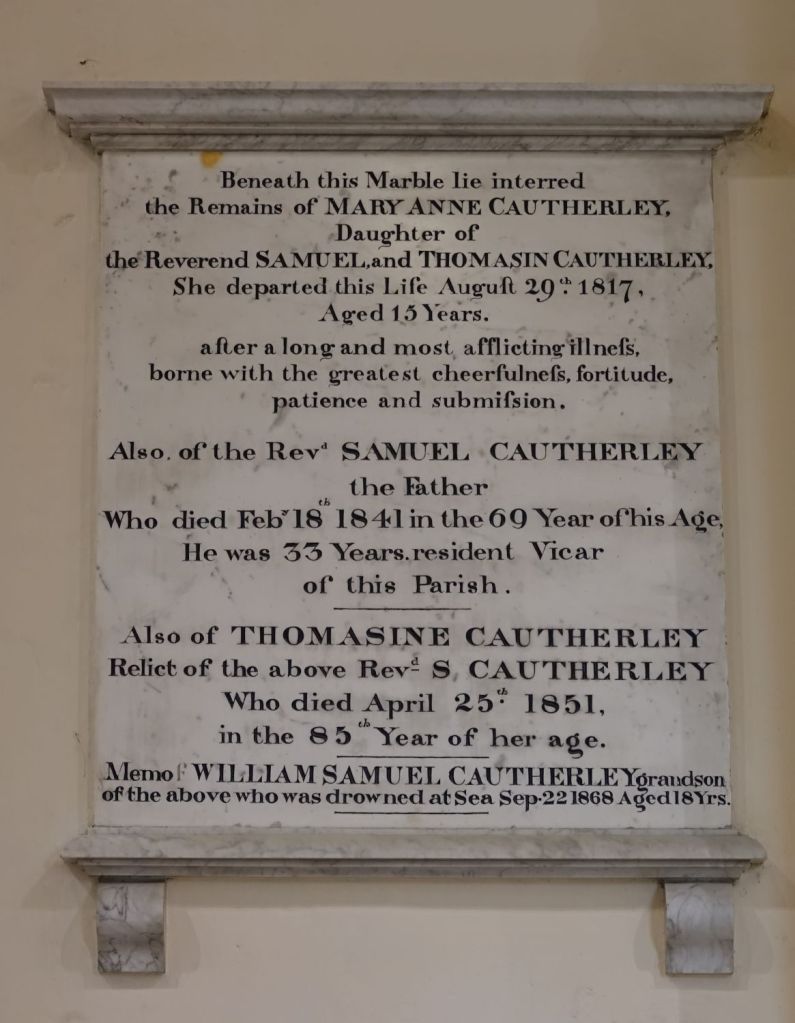 Beneath this Marble lie interred
the Remains of MARY ANNE CAUTHERLEY,
Daughter of
the Reverend SAMUEL, and THOMASIN CAUTHERLEY,
She departed this Life Auguſt 29th. 1817,
Aged 15 Years.
after a long and most afflicting illneſs,
borne with the greatest cheerfulneſs, fortitude,
patience and submiſsion.
Also, of the Revd SAMUEL CAUTHERLEY
the Father
Who died Feby 18th 1841 in the 69 Year of his Age,
He was 33 Years. resident Vicar
of this Parish.
Also of THOMASINE CAUTHERLEY
Relict of the above Revd S, CAUTHERLEY
Who died April 25th. 1851,
in the 85th Year of her age.
WILLIAM SAMUEL CAUTHERLEY grandson
of the above who was drowned at Sea Sep. 22 1868 Aged 18 Yrs.